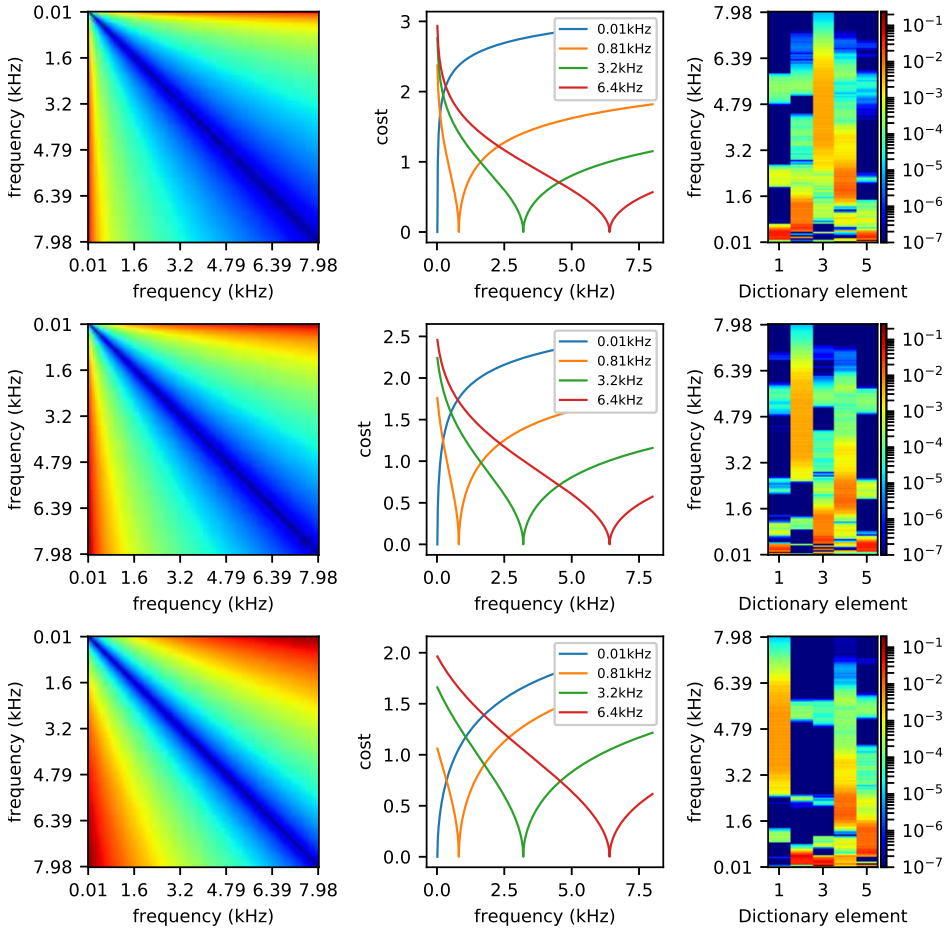 0.01
1.6
3.2
4.79
6.39
7.98
frequency (kHz)
0.01 1.6 3.2 4.79 6.39 7.98
frequency (kHz)
3
2
1
0
cost
0.01kHz
0.81kHz
3.2kHz
6.4kHz
0.0 2.5 5.0 7.5
frequency (kHz)
7.98
6.39
4.79
3.2
1.6
0.01
frequency (kHz)
1 3 5
Dictionary element
10⁻¹
10⁻²
10⁻³
10⁻⁴
10⁻⁵
10⁻⁶
10⁻⁷
0.01
1.6
3.2
4.79
6.39
7.98
frequency (kHz)
0.01 1.6 3.2 4.79 6.39 7.98
frequency (kHz)
2.5
2.0
1.5
1.0
0.5
0.0
cost
0.01kHz
0.81kHz
3.2kHz
6.4kHz
0.0 2.5 5.0 7.5
frequency (kHz)
7.98
6.39
4.79
3.2
1.6
0.01
frequency (kHz)
1 3 5
Dictionary element
10⁻¹
10⁻²
10⁻³
10⁻⁴
10⁻⁵
10⁻⁶
10⁻⁷
0.01
1.6
3.2
4.79
6.39
7.98
frequency (kHz)
0.01 1.6 3.2 4.79 6.39 7.98
frequency (kHz)
2.0
1.5
1.0
0.5
0.0
cost
0.01kHz
0.81kHz
3.2kHz
6.4kHz
0.0 2.5 5.0 7.5
frequency (kHz)
7.98
6.39
4.79
3.2
1.6
0.01
frequency (kHz)
1 3 5
Dictionary element
10⁻¹
10⁻²
10⁻³
10⁻⁴
10⁻⁵
10⁻⁶
10⁻⁷